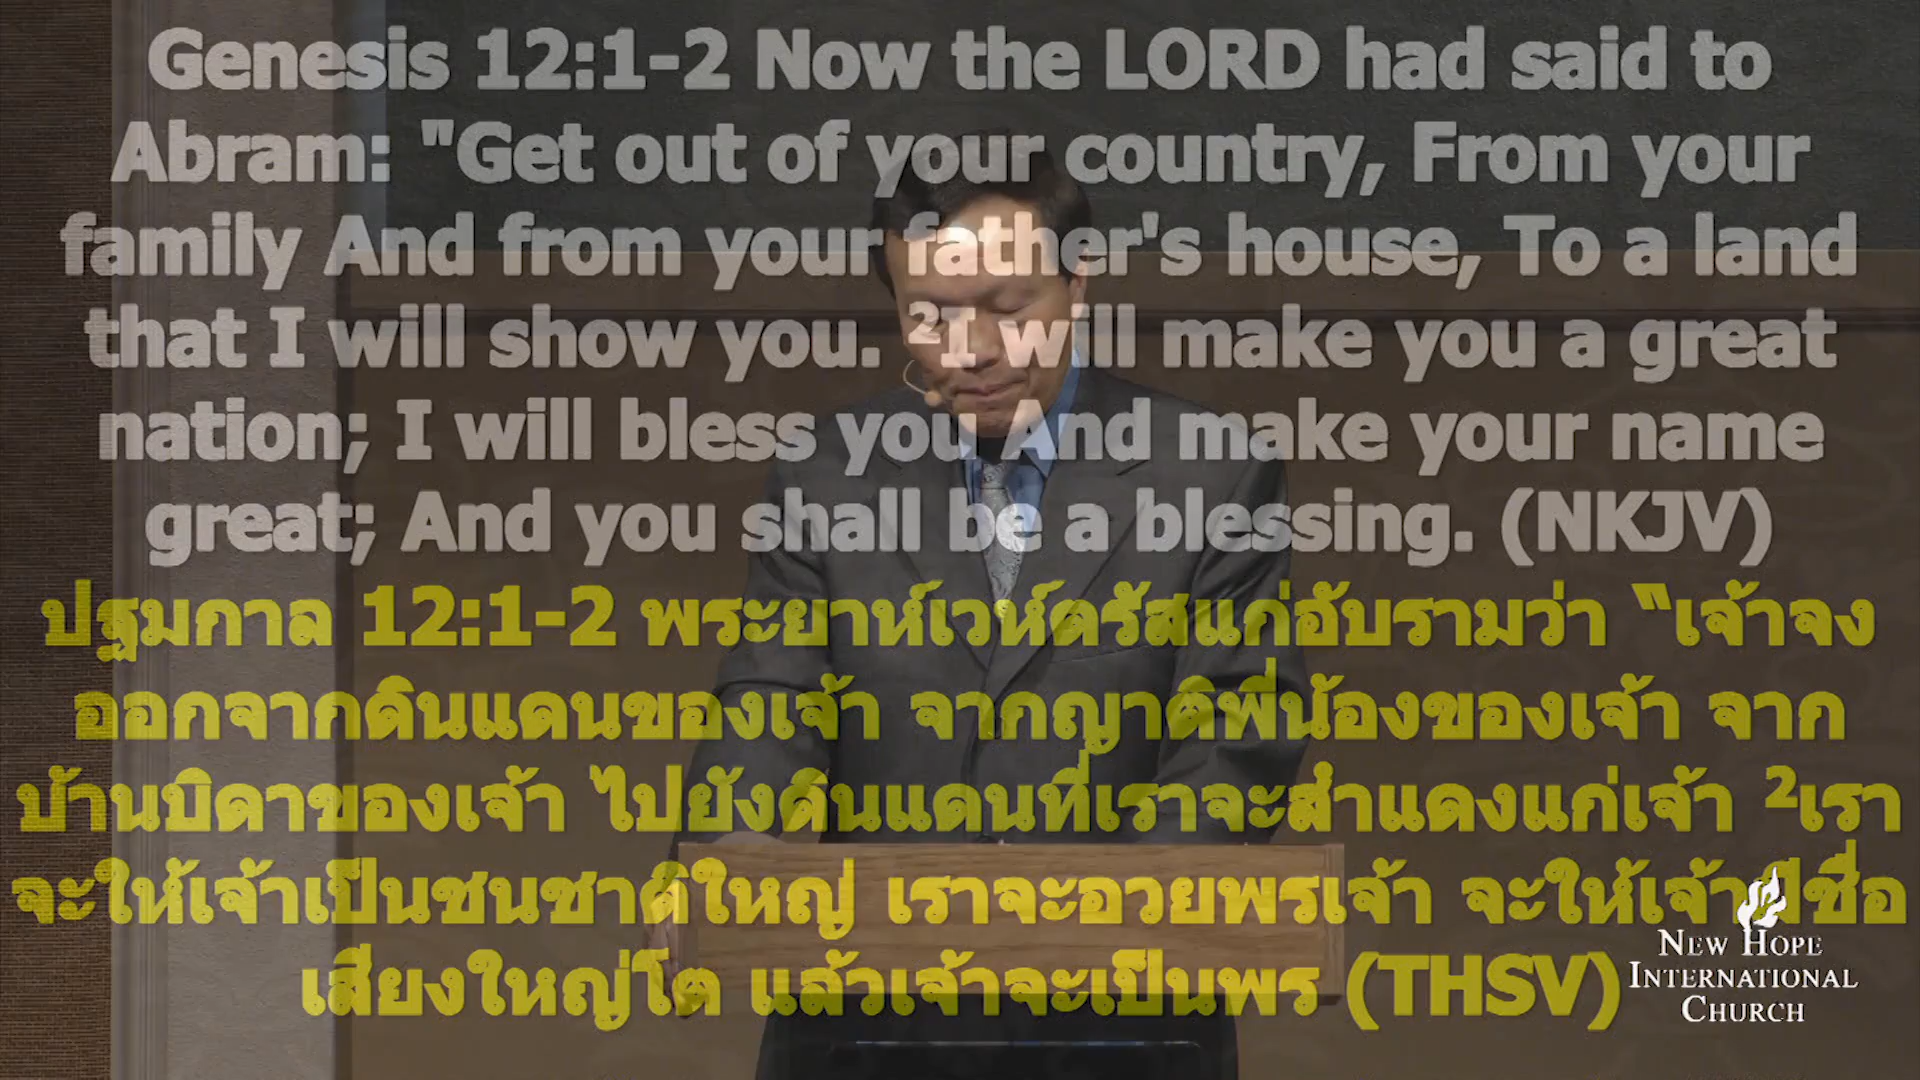 Genesis 12:1-2 Now the LORD had said to
Abram: "Get out of your country, From your
family And from your father's house, To a land
that I will show you. ²I will make you a great
nation; I will bless you And make your name
great; And you shall be a blessing. (NKJV)
ปฐมกาล 12:1-2 พระยาห์เวห์ตรัสแก่อับรามว่า “เจ้าจง
ออกจากดินแดนของเจ้า จากญาติพี่น้องของเจ้า จาก
บ้านบิดาของเจ้า ไปยังดินแดนที่เราจะสำแดงแก่เจ้า ²เรา
จะให้เจ้าเป็นชนชาติใหญ่ เราจะอวยพรเจ้า จะให้เจ้ามีชื่อ
เสียงใหญ่โต แล้วเจ้าจะเป็นพร (THSV)
NEW HOPE
INTERNATIONAL
CHURCH